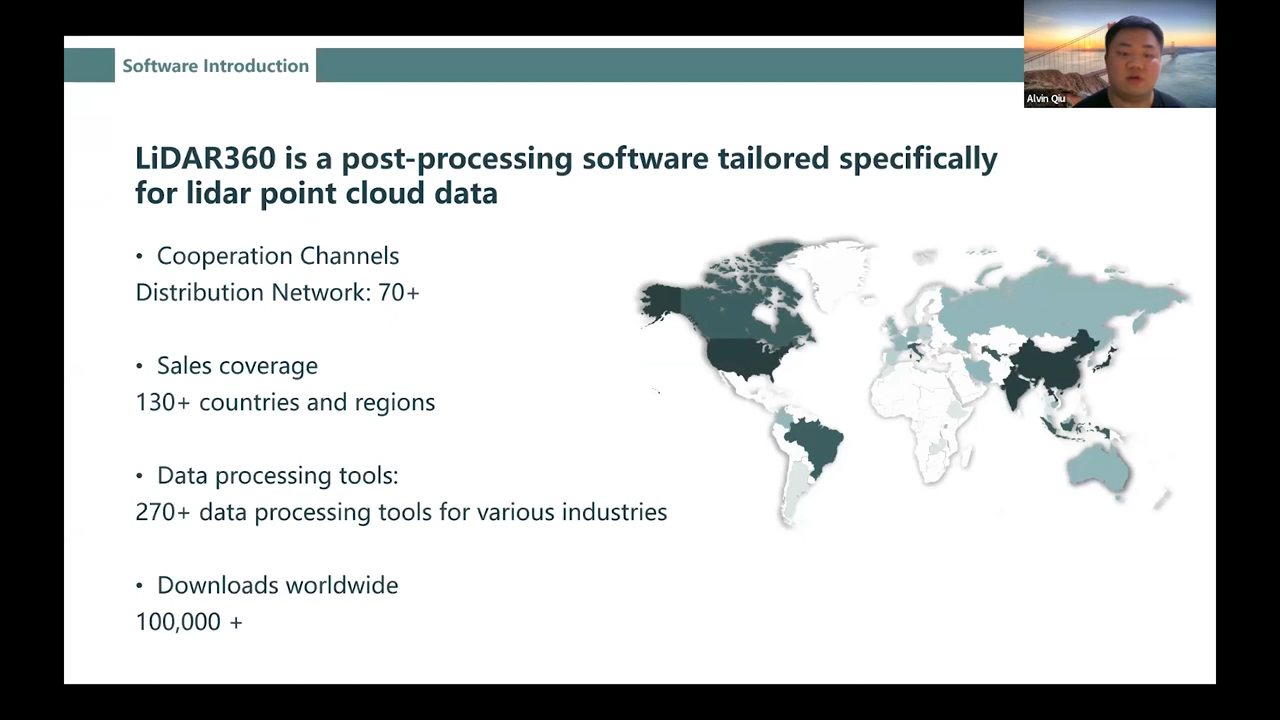 Software Introduction
Alvin Qiu
LiDAR360 is a post-processing software tailored specifically
for lidar point cloud data
• Cooperation Channels
Distribution Network: 70+
• Sales coverage
130+ countries and regions
• Data processing tools:
270+ data processing tools for various industries
• Downloads worldwide
100,000 +